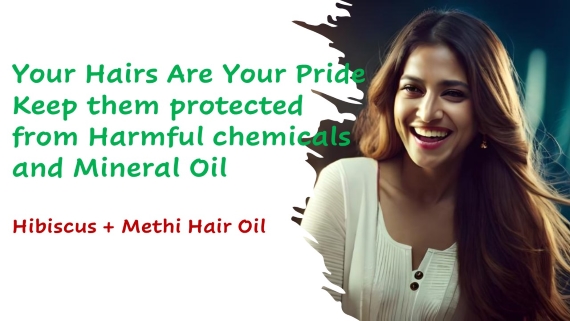 Your Hairs Are Your Pride
Keep them protected
from Harmful chemicals
and Mineral Oil
Hibiscus + Methi Hair Oil